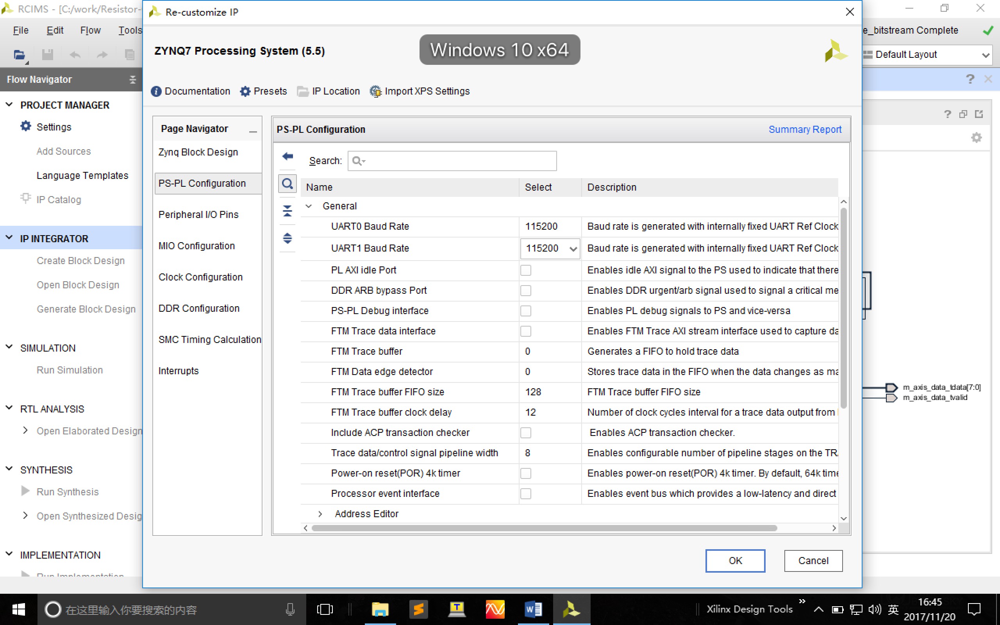 RCIMS - [C:/work/Resistor-
Re-customize IP
File Edit Flow Tools
e_bitstream Complete
ZYNQ7 Processing System (5.5)
Windows 10 x64
Default Layout
Flow Navigator
Documentation Presets IP Location Import XPS Settings
PROJECT MANAGER
Settings
Add Sources
Language Templates
IP Catalog
IP INTEGRATOR
Create Block Design
Open Block Design
Generate Block Design
SIMULATION
Run Simulation
RTL ANALYSIS
Open Elaborated Design
SYNTHESIS
Run Synthesis
Open Synthesized Desig
IMPLEMENTATION
Run Implementation
Page Navigator
Zynq Block Design
PS-PL Configuration
Peripheral I/O Pins
MIO Configuration
Clock Configuration
DDR Configuration
SMC Timing Calculation
Interrupts
PS-PL Configuration
Summary Report
Search:
Name Select Description
General
UART0 Baud Rate 115200 Baud rate is generated with internally fixed UART Ref Clock
UART1 Baud Rate 115200 Baud rate is generated with internally fixed UART Ref Clock
PL AXI idle Port Enables idle AXI signal to the PS used to indicate that there
DDR ARB bypass Port Enables DDR urgent/arb signal used to signal a critical me
PS-PL Debug interface Enables PL debug signals to PS and vice-versa
FTM Trace data interface Enables FTM Trace AXI stream interface used to capture da
FTM Trace buffer 0 Generates a FIFO to hold trace data
FTM Data edge detector 0 Stores trace data in the FIFO when the data changes as ma
FTM Trace buffer FIFO size 128 FTM Trace buffer FIFO size
FTM Trace buffer clock delay 12 Number of clock cycles interval for a trace data output from
Include ACP transaction checker Enables ACP transaction checker.
Trace data/control signal pipeline width 8 Enables configurable number of pipeline stages on the TR
Power-on reset(POR) 4k timer Enables power-on reset(POR) 4k timer. By default, 64k time
Processor event interface Enables event bus which provides a low-latency and direct
Address Editor
OK Cancel
m_axis_data_tdata[7:0]
m_axis_data_tvalid
在这里输入你要搜索的内容
Xilinx Design Tools
英
16:45
2017/11/20